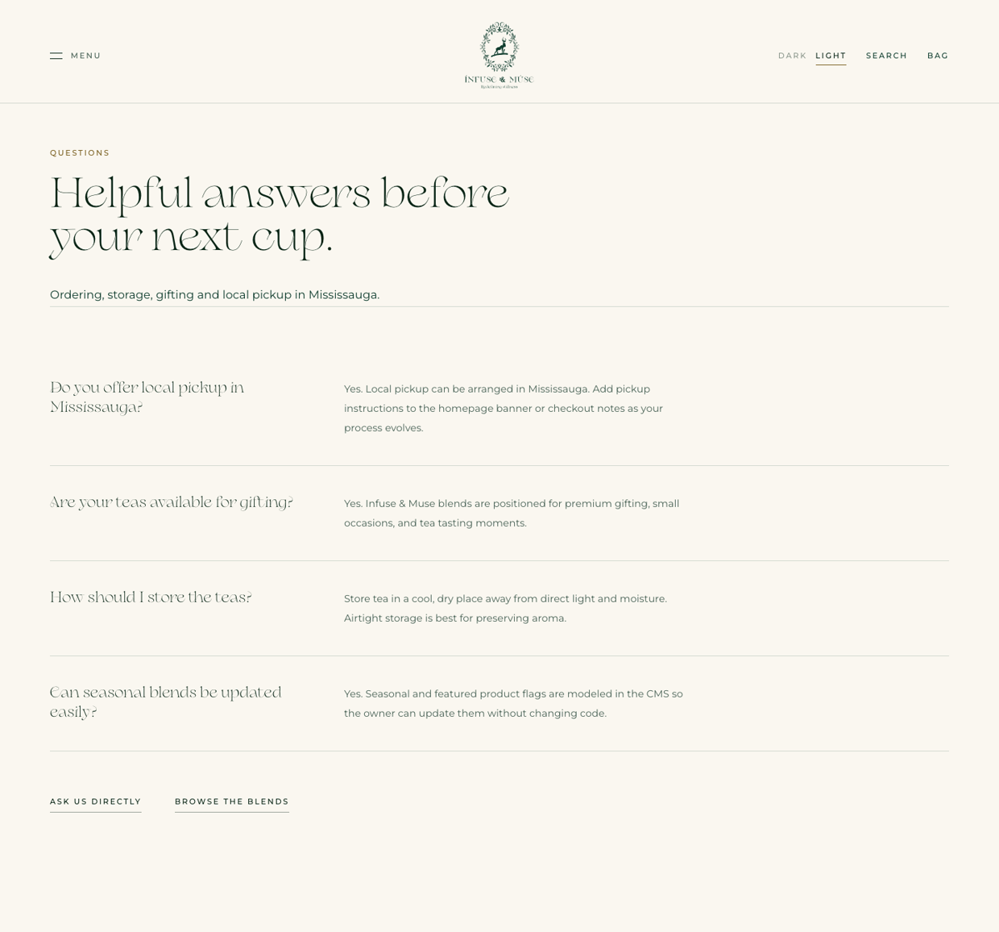 MENU
INFUSE & MUSE
DARK LIGHT SEARCH BAG
QUESTIONS
Helpful answers before
your next cup.
Ordering, storage, gifting and local pickup in Mississauga.
Do you offer local pickup in
Mississauga?
Yes. Local pickup can be arranged in Mississauga. Add pickup
instructions to the homepage banner or checkout notes as your
process evolves.
Are your teas available for gifting?
Yes. Infuse & Muse blends are positioned for premium gifting, small
occasions, and tea tasting moments.
How should I store the teas?
Store tea in a cool, dry place away from direct light and moisture.
Airtight storage is best for preserving aroma.
Can seasonal blends be updated
easily?
Yes. Seasonal and featured product flags are modeled in the CMS so
the owner can update them without changing code.
ASK US DIRECTLY BROWSE THE BLENDS